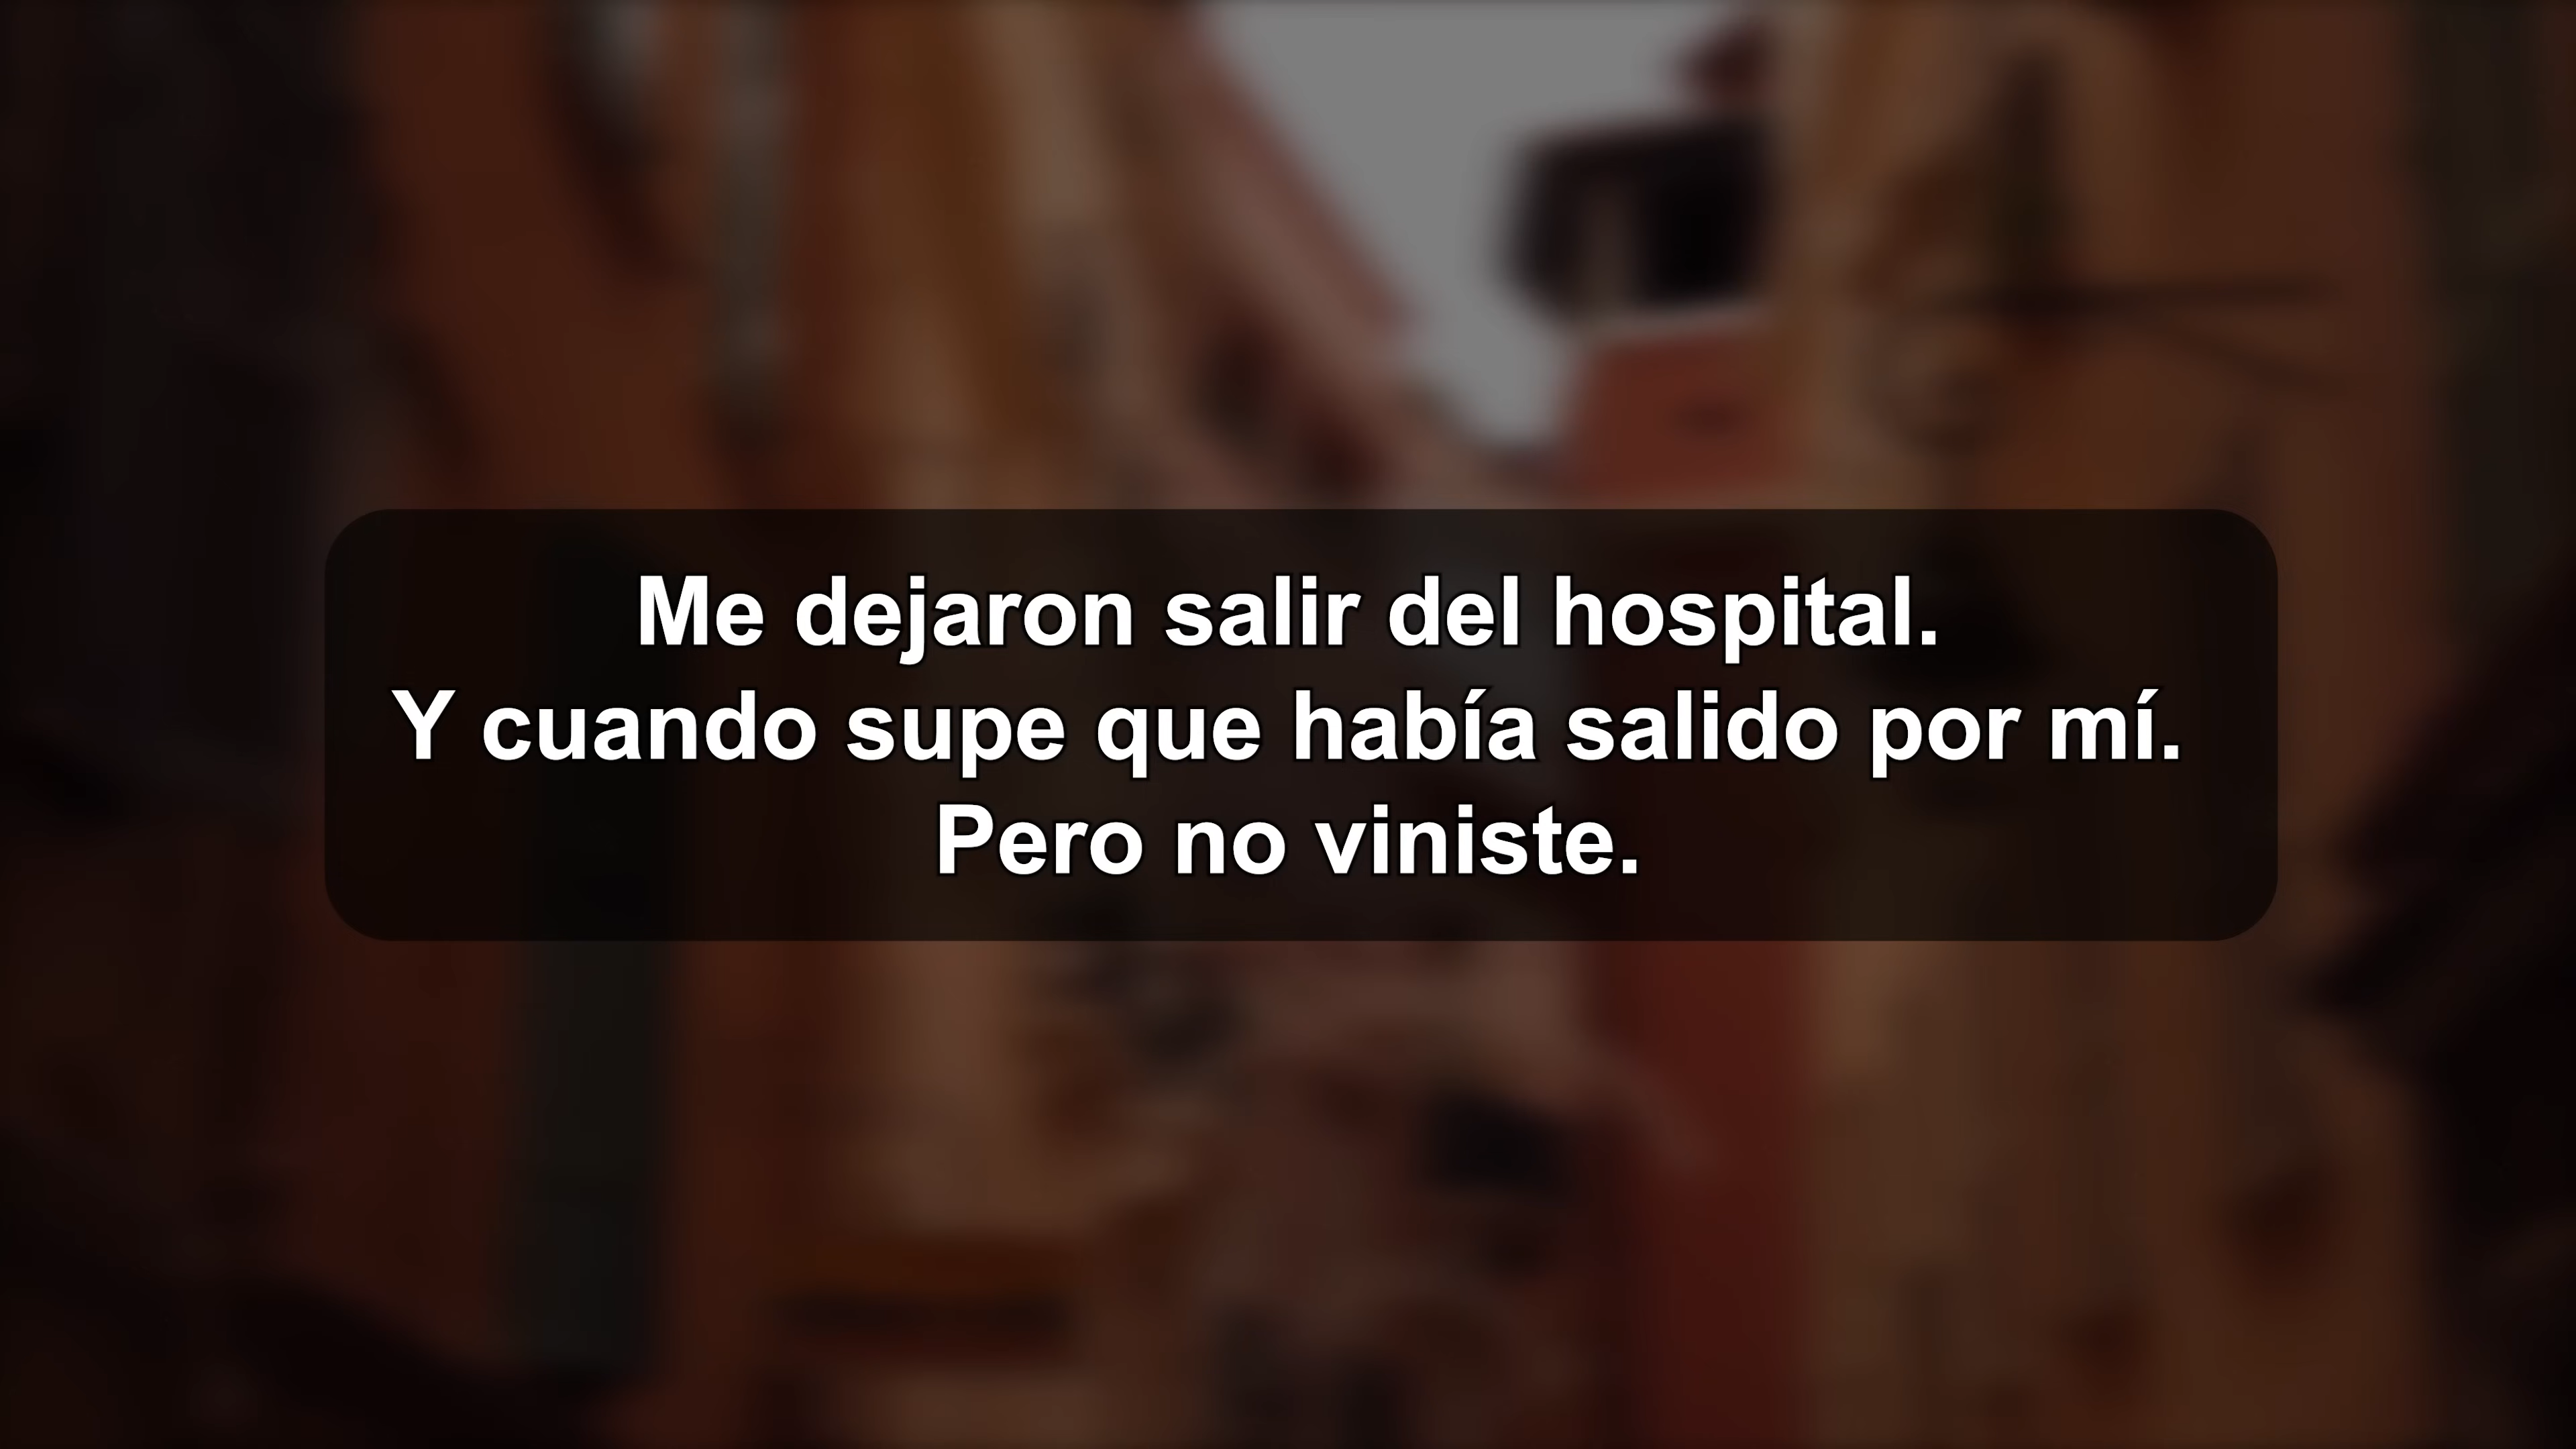 Me dejaron salir del hospital.
Y cuando supe que había salido por mí.
Pero no viniste.